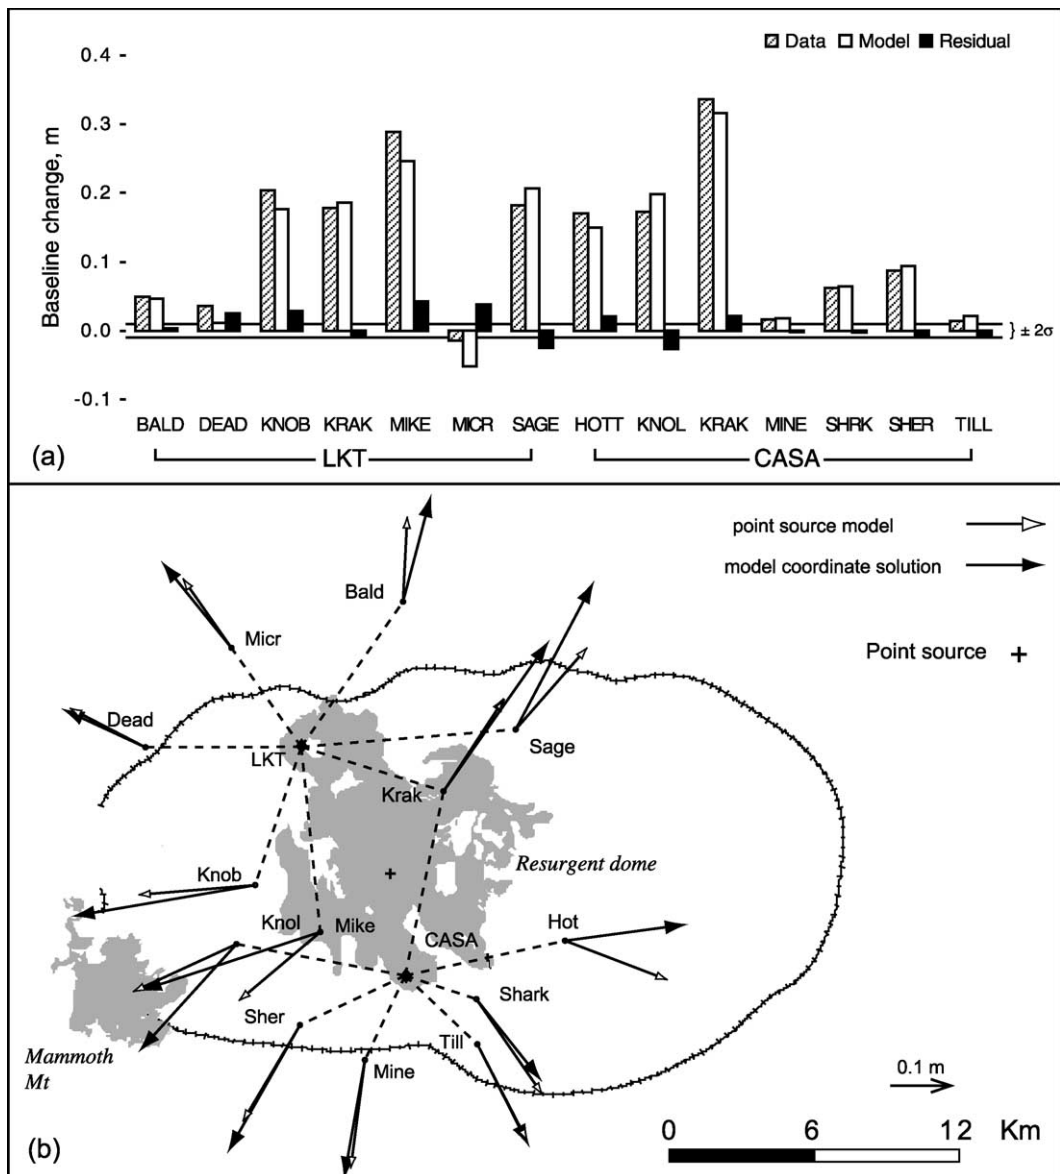 Data Model Residual
0.4 -
0.3 -
0.2 -
0.1 -
0.0 -
-0.1 -
Baseline change, m
} ± 2σ
BALD DEAD KNOB KRAK MIKE MICR SAGE HOTT KNOL KRAK MINE SHRK SHER TILL
(a) LKT CASA
point source model
model coordinate solution
Point source +
Bald
Micr
Dead
LKT
Sage
Krak
Resurgent dome
Knob
Knol Mike CASA Hot
Shark
Sher
Till
Mine
Mammoth
Mt
0.1 m
0 6 12 Km
(b)